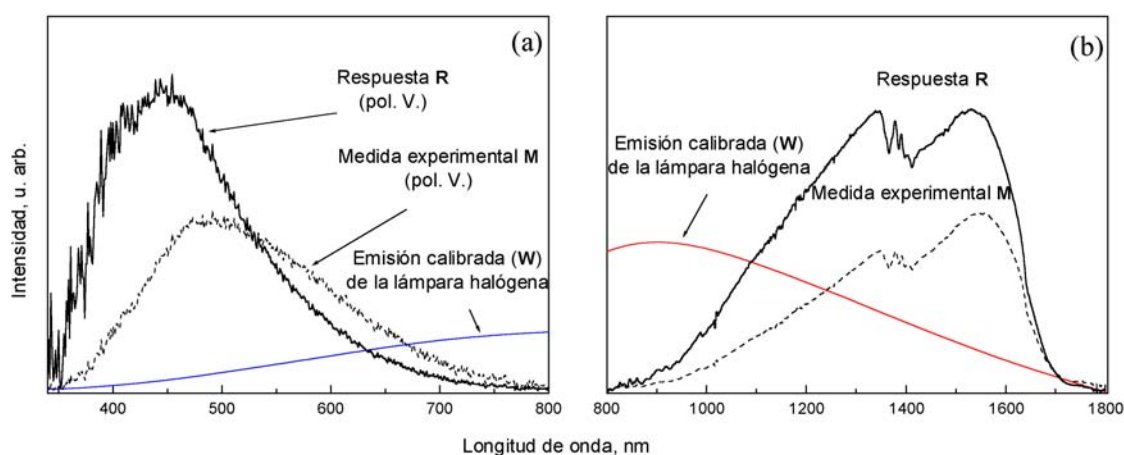 (a)
Respuesta R
(pol. V.)
Medida experimental M
(pol. V.)
Emisión calibrada (W)
de la lámpara halógena
400
500
600
700
800
Intensidad, u. arb.
(b)
Respuesta R
Emisión calibrada (W)
de la lámpara halógena
Medida experimental M
800
1000
1200
1400
1600
1800
Longitud de onda, nm